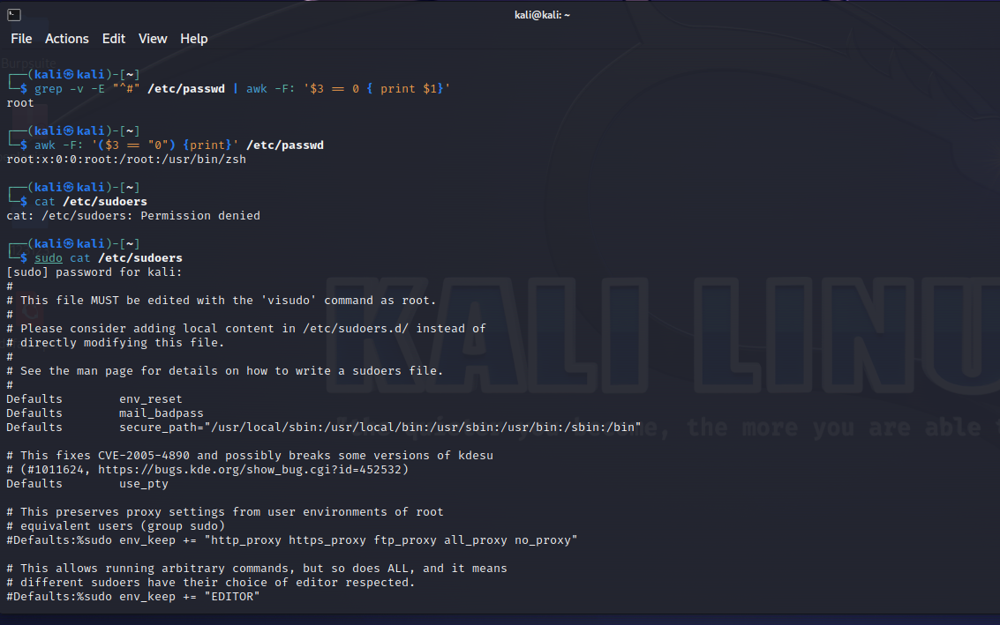 kali@kali: ~
File Actions Edit View Help
┌──(kali㉿kali)-[~]
└─$ grep -v -E "^#" /etc/passwd | awk -F: '$3 == 0 { print $1}'
root
┌──(kali㉿kali)-[~]
└─$ awk -F: '($3 == "0") {print}' /etc/passwd
root:x:0:0:root:/root:/usr/bin/zsh
┌──(kali㉿kali)-[~]
└─$ cat /etc/sudoers
cat: /etc/sudoers: Permission denied
┌──(kali㉿kali)-[~]
└─$ sudo cat /etc/sudoers
[sudo] password for kali:
#
# This file MUST be edited with the 'visudo' command as root.
#
# Please consider adding local content in /etc/sudoers.d/ instead of
# directly modifying this file.
#
# See the man page for details on how to write a sudoers file.
#
Defaults        env_reset
Defaults        mail_badpass
Defaults        secure_path="/usr/local/sbin:/usr/local/bin:/usr/sbin:/usr/bin:/sbin:/bin"
# This fixes CVE-2005-4890 and possibly breaks some versions of kdesu
# (#1011624, https://bugs.kde.org/show_bug.cgi?id=452532)
Defaults        use_pty
# This preserves proxy settings from user environments of root
# equivalent users (group sudo)
#Defaults:%sudo env_keep += "http_proxy https_proxy ftp_proxy all_proxy no_proxy"
# This allows running arbitrary commands, but so does ALL, and it means
# different sudoers have their choice of editor respected.
#Defaults:%sudo env_keep += "EDITOR"
KALI LINU
the more you are able